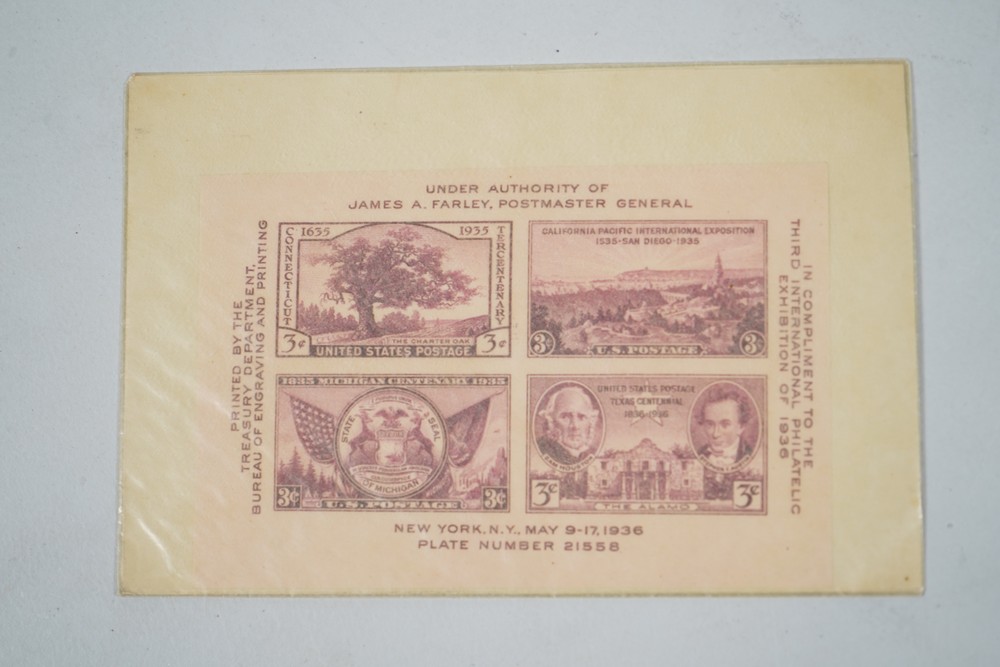 UNDER AUTHORITY OF
JAMES A. FARLEY, POSTMASTER GENERAL
PRINTED BY THE
TREASURY DEPARTMENT,
BUREAU OF ENGRAVING AND PRINTING
1635 1935
CONNECTICUT
TERCENTENARY
THE CHARTER OAK
3¢ UNITED STATES POSTAGE 3¢
CALIFORNIA PACIFIC INTERNATIONAL EXPOSITION
1535-SAN DIEGO-1935
3¢ U.S. POSTAGE 3¢
1835 MICHIGAN CENTENARY 1935
STATE SEAL
OF MICHIGAN
3¢ U.S. POSTAGE 3¢
UNITED STATES POSTAGE
TEXAS CENTENNIAL
1836-1936
3¢ THE ALAMO 3¢
IN COMPLIMENT TO THE
THIRD INTERNATIONAL PHILATELIC
EXHIBITION OF 1936
NEW YORK, N.Y., MAY 9-17, 1936
PLATE NUMBER 21558